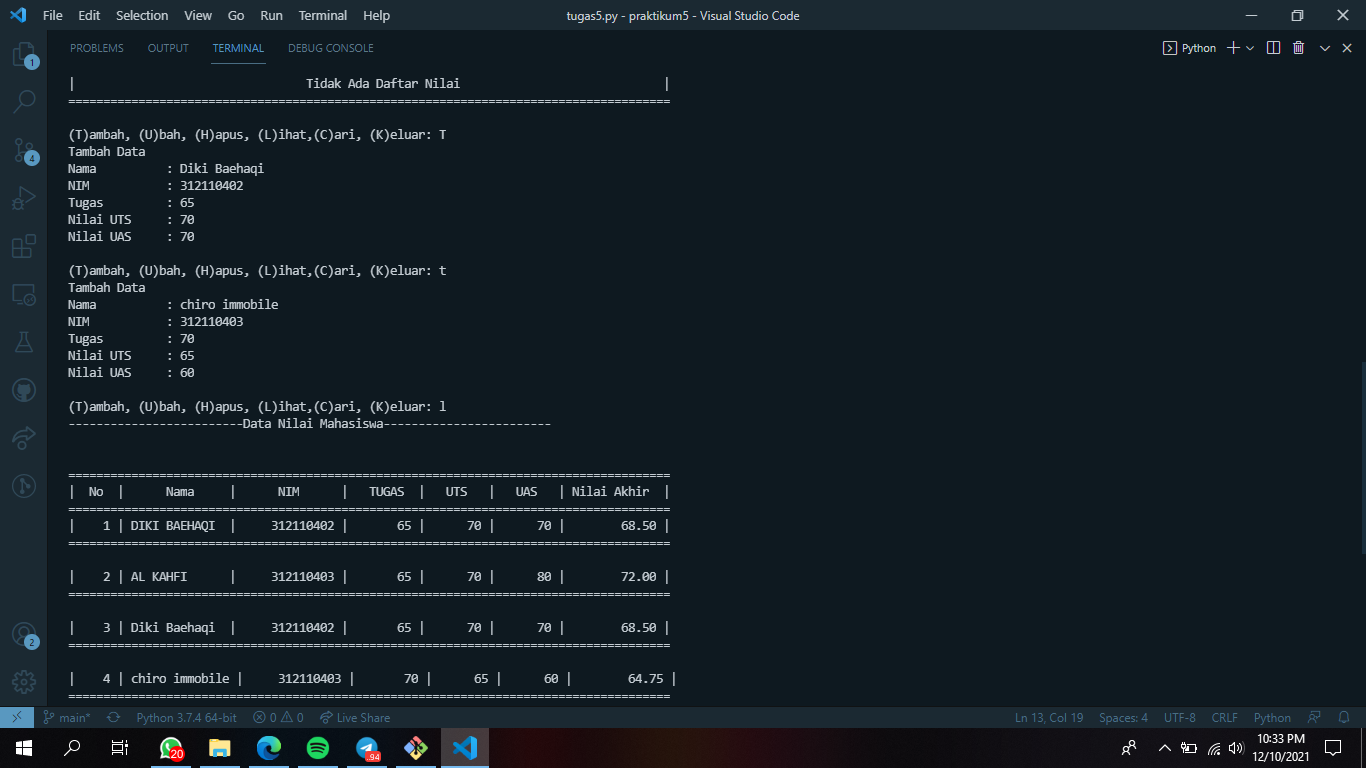 File Edit Selection View Go Run Terminal Help tugas5.py - praktikum5 - Visual Studio Code
PROBLEMS OUTPUT TERMINAL DEBUG CONSOLE Python
1
4
2
|                                 Tidak Ada Daftar Nilai                             |
======================================================================================
(T)ambah, (U)bah, (H)apus, (L)ihat,(C)ari, (K)eluar: T
Tambah Data
Nama          : Diki Baehaqi
NIM           : 312110402
Tugas         : 65
Nilai UTS     : 70
Nilai UAS     : 70
(T)ambah, (U)bah, (H)apus, (L)ihat,(C)ari, (K)eluar: t
Tambah Data
Nama          : chiro immobile
NIM           : 312110403
Tugas         : 70
Nilai UTS     : 65
Nilai UAS     : 60
(T)ambah, (U)bah, (H)apus, (L)ihat,(C)ari, (K)eluar: l
-------------------------Data Nilai Mahasiswa------------------------
======================================================================================
|  No  |      Nama     |      NIM      |   TUGAS  |   UTS   |   UAS   | Nilai Akhir  |
======================================================================================
|    1 | DIKI BAEHAQI  |     312110402 |       65 |      70 |      70 |        68.50 |
======================================================================================
|    2 | AL KAHFI      |     312110403 |       65 |      70 |      80 |        72.00 |
======================================================================================
|    3 | Diki Baehaqi  |     312110402 |       65 |      70 |      70 |        68.50 |
======================================================================================
|    4 | chiro immobile |     312110403 |       70 |      65 |      60 |        64.75 |
======================================================================================
main* Python 3.7.4 64-bit 0 0 Live Share Ln 13, Col 19 Spaces: 4 UTF-8 CRLF Python
20 94 10:33 PM
12/10/2021